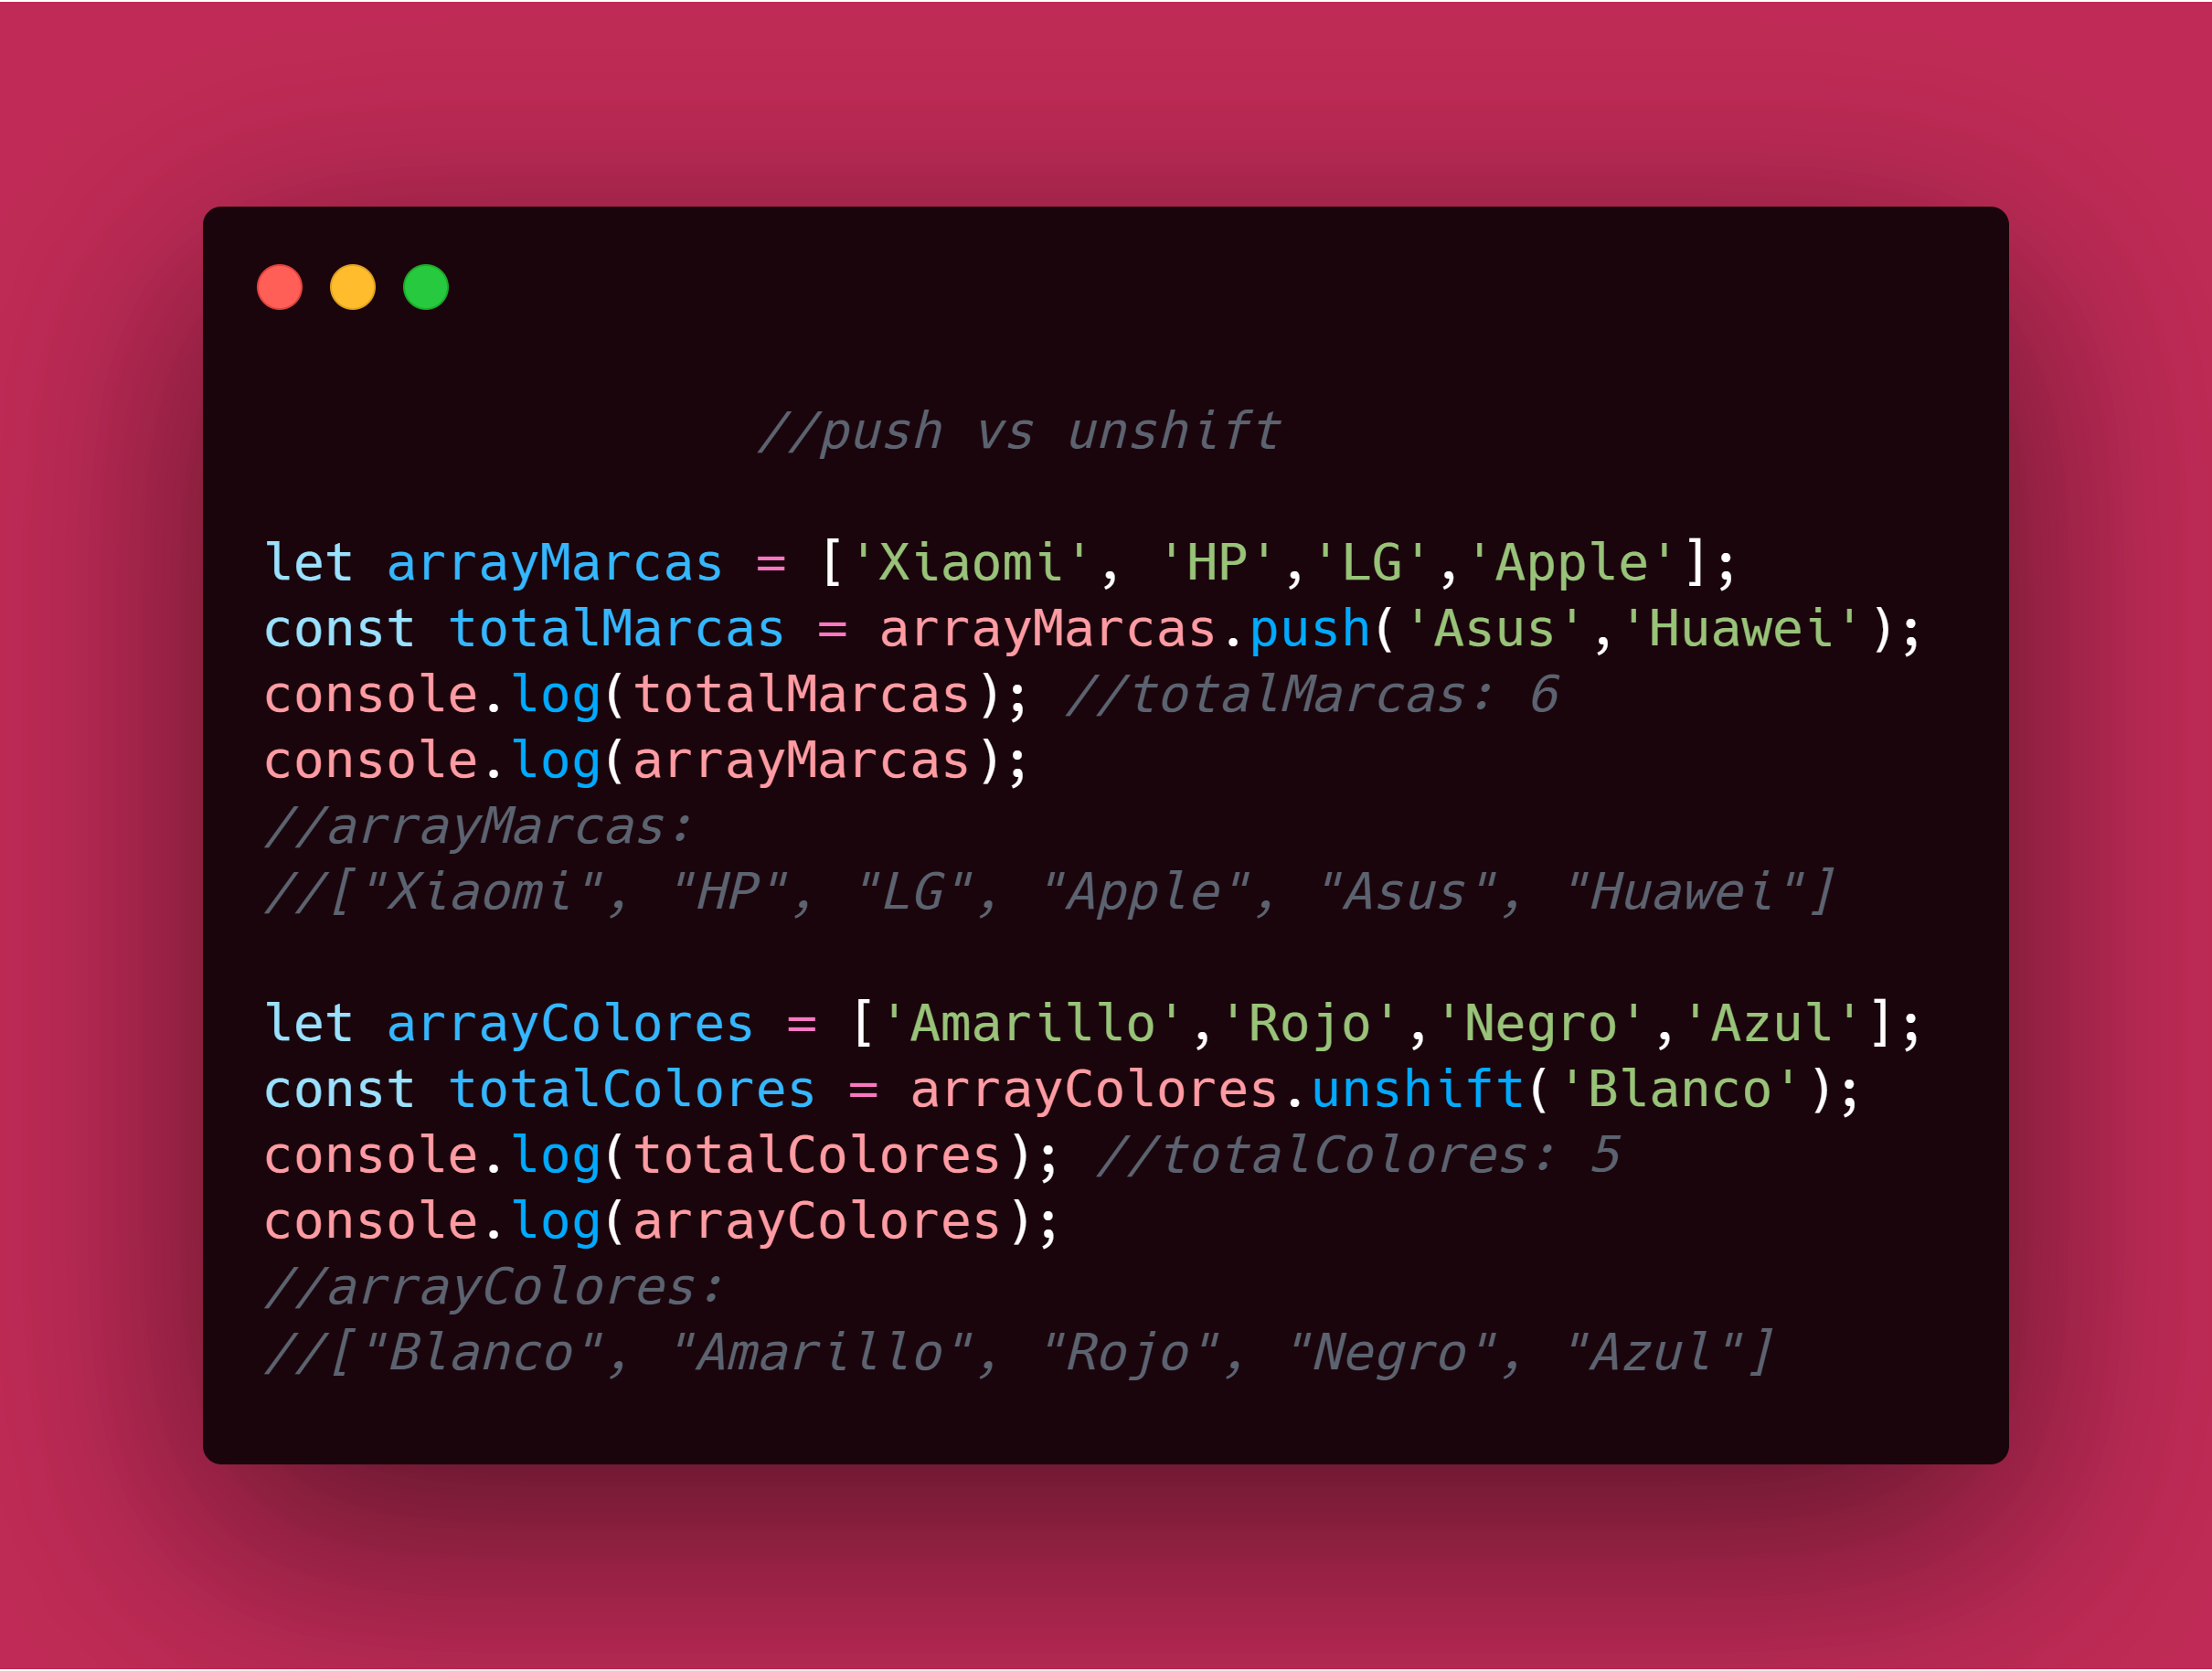 //push vs unshift
let arrayMarcas = ['Xiaomi', 'HP','LG','Apple'];
const totalMarcas = arrayMarcas.push('Asus','Huawei');
console.log(totalMarcas); //totalMarcas: 6
console.log(arrayMarcas);
//arrayMarcas:
//["Xiaomi", "HP", "LG", "Apple", "Asus", "Huawei"]
let arrayColores = ['Amarillo','Rojo','Negro','Azul'];
const totalColores = arrayColores.unshift('Blanco');
console.log(totalColores); //totalColores: 5
console.log(arrayColores);
//arrayColores:
//["Blanco", "Amarillo", "Rojo", "Negro", "Azul"]